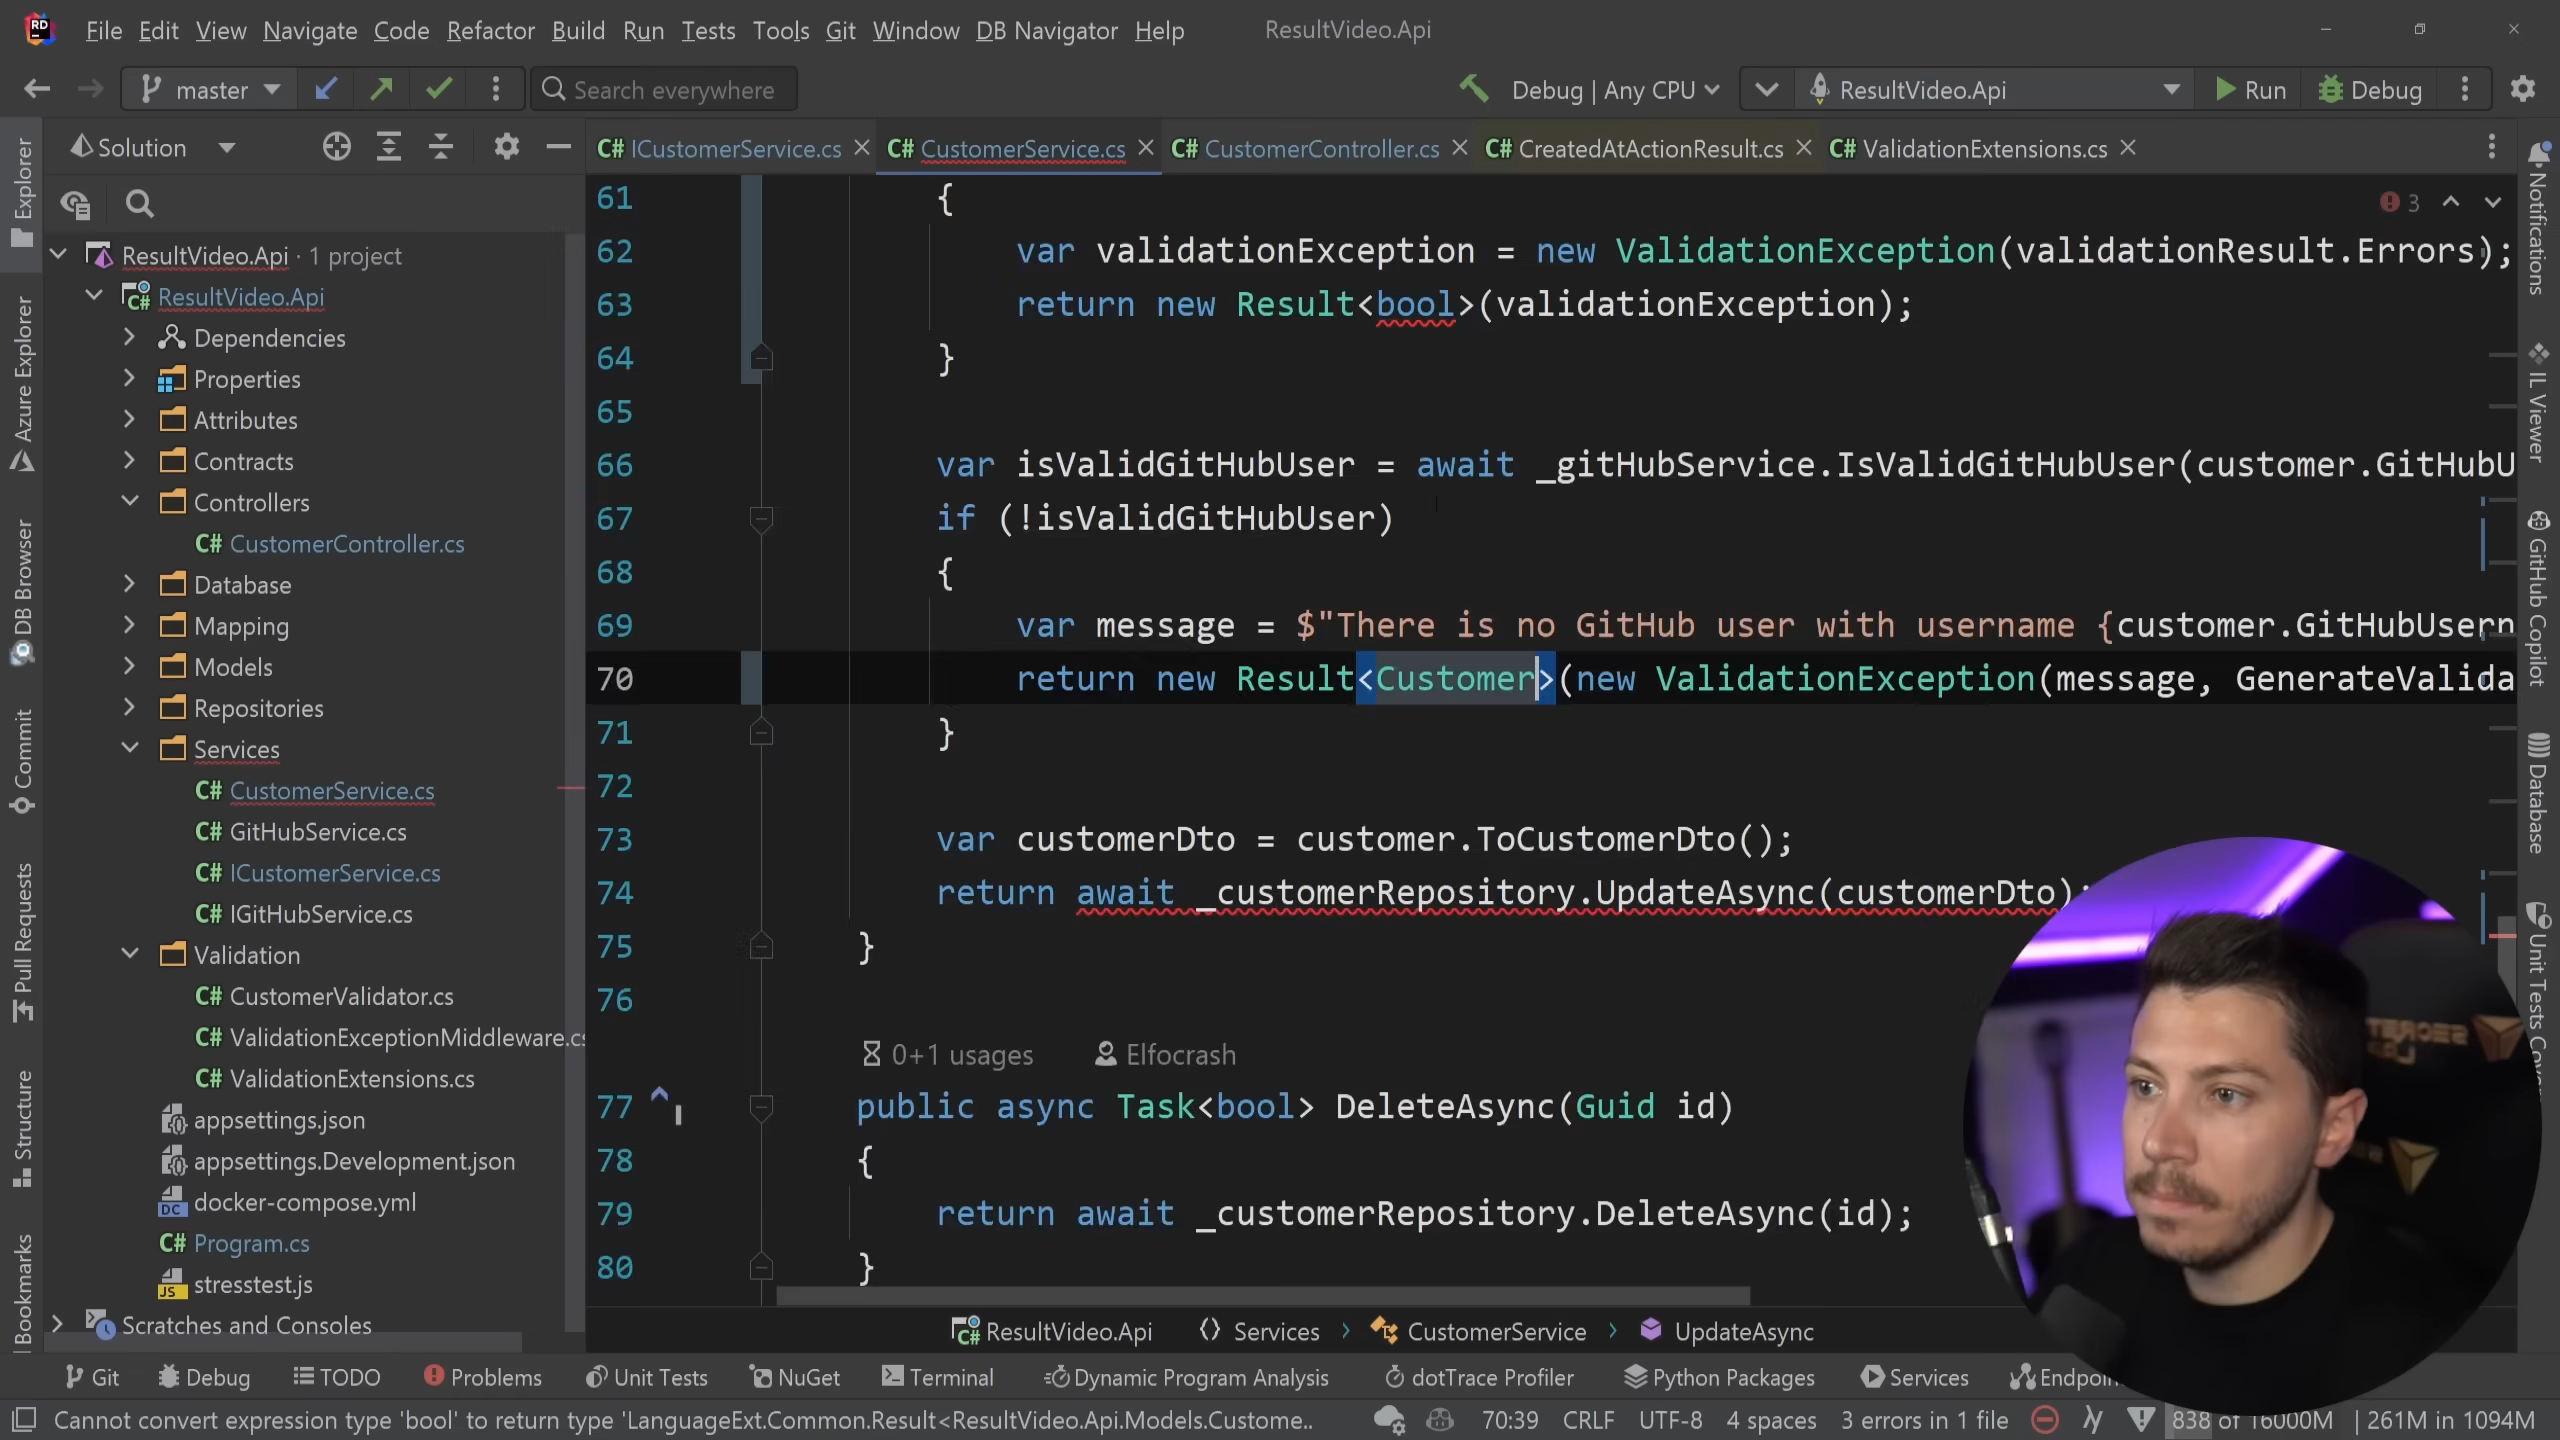 RD File Edit View Navigate Code Refactor Build Run Tests Tools Git Window DB Navigator Help ResultVideo.Api
master Search everywhere Debug | Any CPU ResultVideo.Api Run Debug
Solution
C# ICustomerService.cs C# CustomerService.cs C# CustomerController.cs C# CreatedAtActionResult.cs C# ValidationExtensions.cs
Explorer
Azure Explorer
DB Browser
Commit
Pull Requests
Structure
Bookmarks
ResultVideo.Api · 1 project
C# ResultVideo.Api
Dependencies
Properties
Attributes
Contracts
Controllers
C# CustomerController.cs
Database
Mapping
Models
Repositories
Services
C# CustomerService.cs
C# GitHubService.cs
C# ICustomerService.cs
C# IGitHubService.cs
Validation
C# CustomerValidator.cs
C# ValidationExceptionMiddleware.cs
C# ValidationExtensions.cs
appsettings.json
appsettings.Development.json
DC docker-compose.yml
C# Program.cs
JS stresstest.js
Scratches and Consoles
3
61 {
62 var validationException = new ValidationException(validationResult.Errors);
63 return new Result<bool>(validationException);
64 }
65
66 var isValidGitHubUser = await _gitHubService.IsValidGitHubUser(customer.GitHubU
67 if (!isValidGitHubUser)
68 {
69 var message = $"There is no GitHub user with username {customer.GitHubUsern
70 return new Result<Customer>(new ValidationException(message, GenerateValida
71 }
72
73 var customerDto = customer.ToCustomerDto();
74 return await _customerRepository.UpdateAsync(customerDto);
75 }
76
0+1 usages Elfocrash
77 public async Task<bool> DeleteAsync(Guid id)
78 {
79 return await _customerRepository.DeleteAsync(id);
80 }
Notifications
IL Viewer
GitHub Copilot
Database
Unit Tests Cover
ResultVideo.Api Services CustomerService UpdateAsync
Git Debug TODO Problems Unit Tests NuGet Terminal Dynamic Program Analysis dotTrace Profiler Python Packages Services Endpoin
Cannot convert expression type 'bool' to return type 'LanguageExt.Common.Result<ResultVideo.Api.Models.Custome.. 70:39 CRLF UTF-8 4 spaces 3 errors in 1 file 838 of 16000M 261M in 1094M